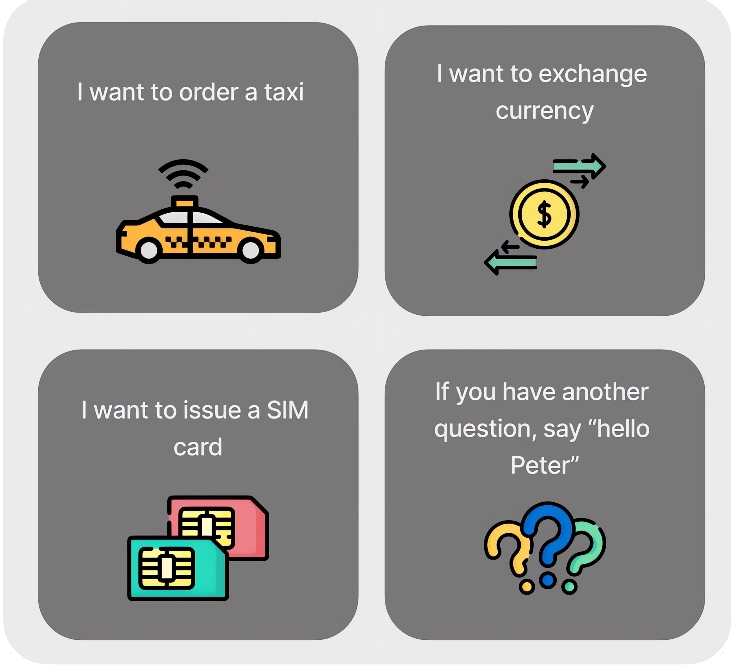 I want to order a taxi
I want to exchange
currency
$
I want to issue a SIM
card
If you have another
question, say “hello
Peter”